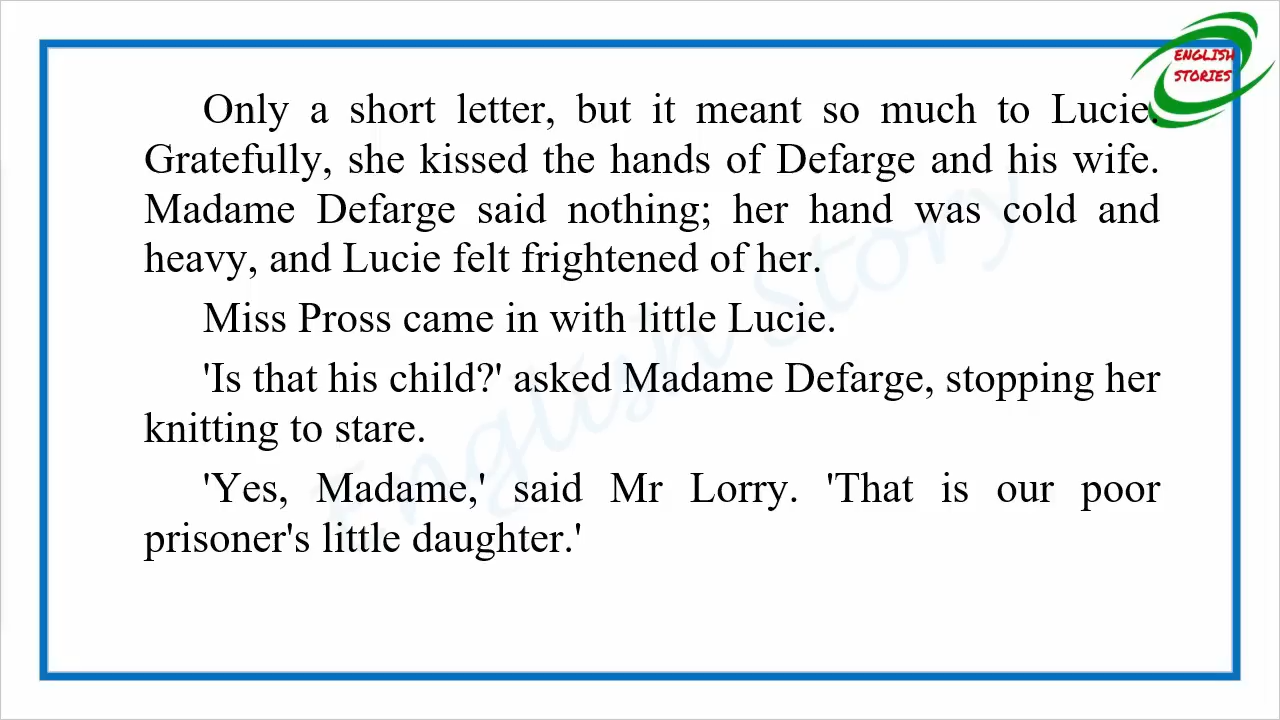 ENGLISH
STORIES
Only a short letter, but it meant so much to Lucie.
Gratefully, she kissed the hands of Defarge and his wife.
Madame Defarge said nothing; her hand was cold and
heavy, and Lucie felt frightened of her.
Miss Pross came in with little Lucie.
'Is that his child?' asked Madame Defarge, stopping her
knitting to stare.
'Yes, Madame,' said Mr Lorry. 'That is our poor
prisoner's little daughter.'
English Story